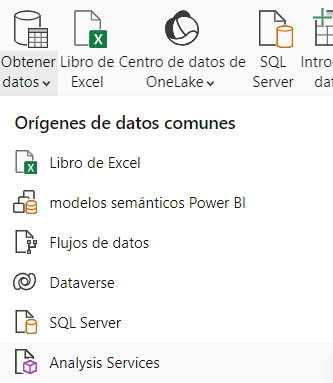 Obtener Libro de Centro de datos de SQL
datos Excel OneLake Server
Orígenes de datos comunes
Libro de Excel
modelos semánticos Power BI
Flujos de datos
Dataverse
SQL Server
Analysis Services